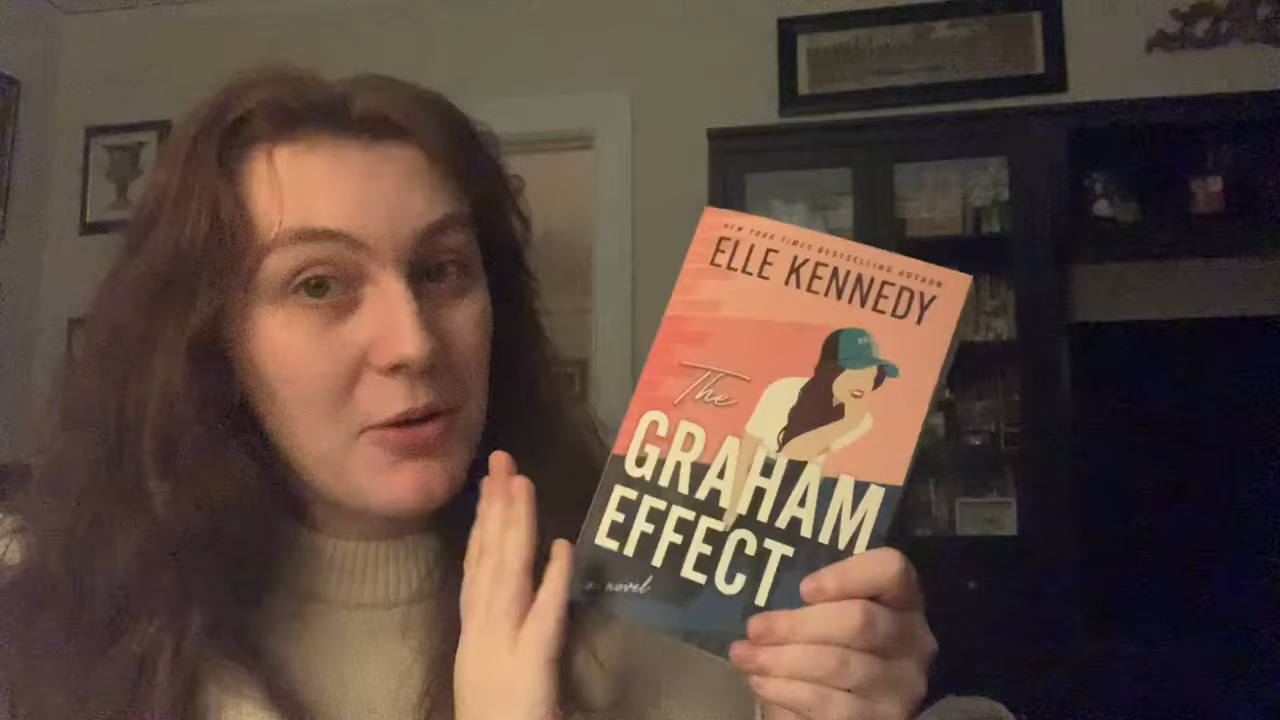 NEW YORK TIMES BESTSELLING AUTHOR
ELLE KENNEDY
The
GRAHAM
EFFECT
a novel